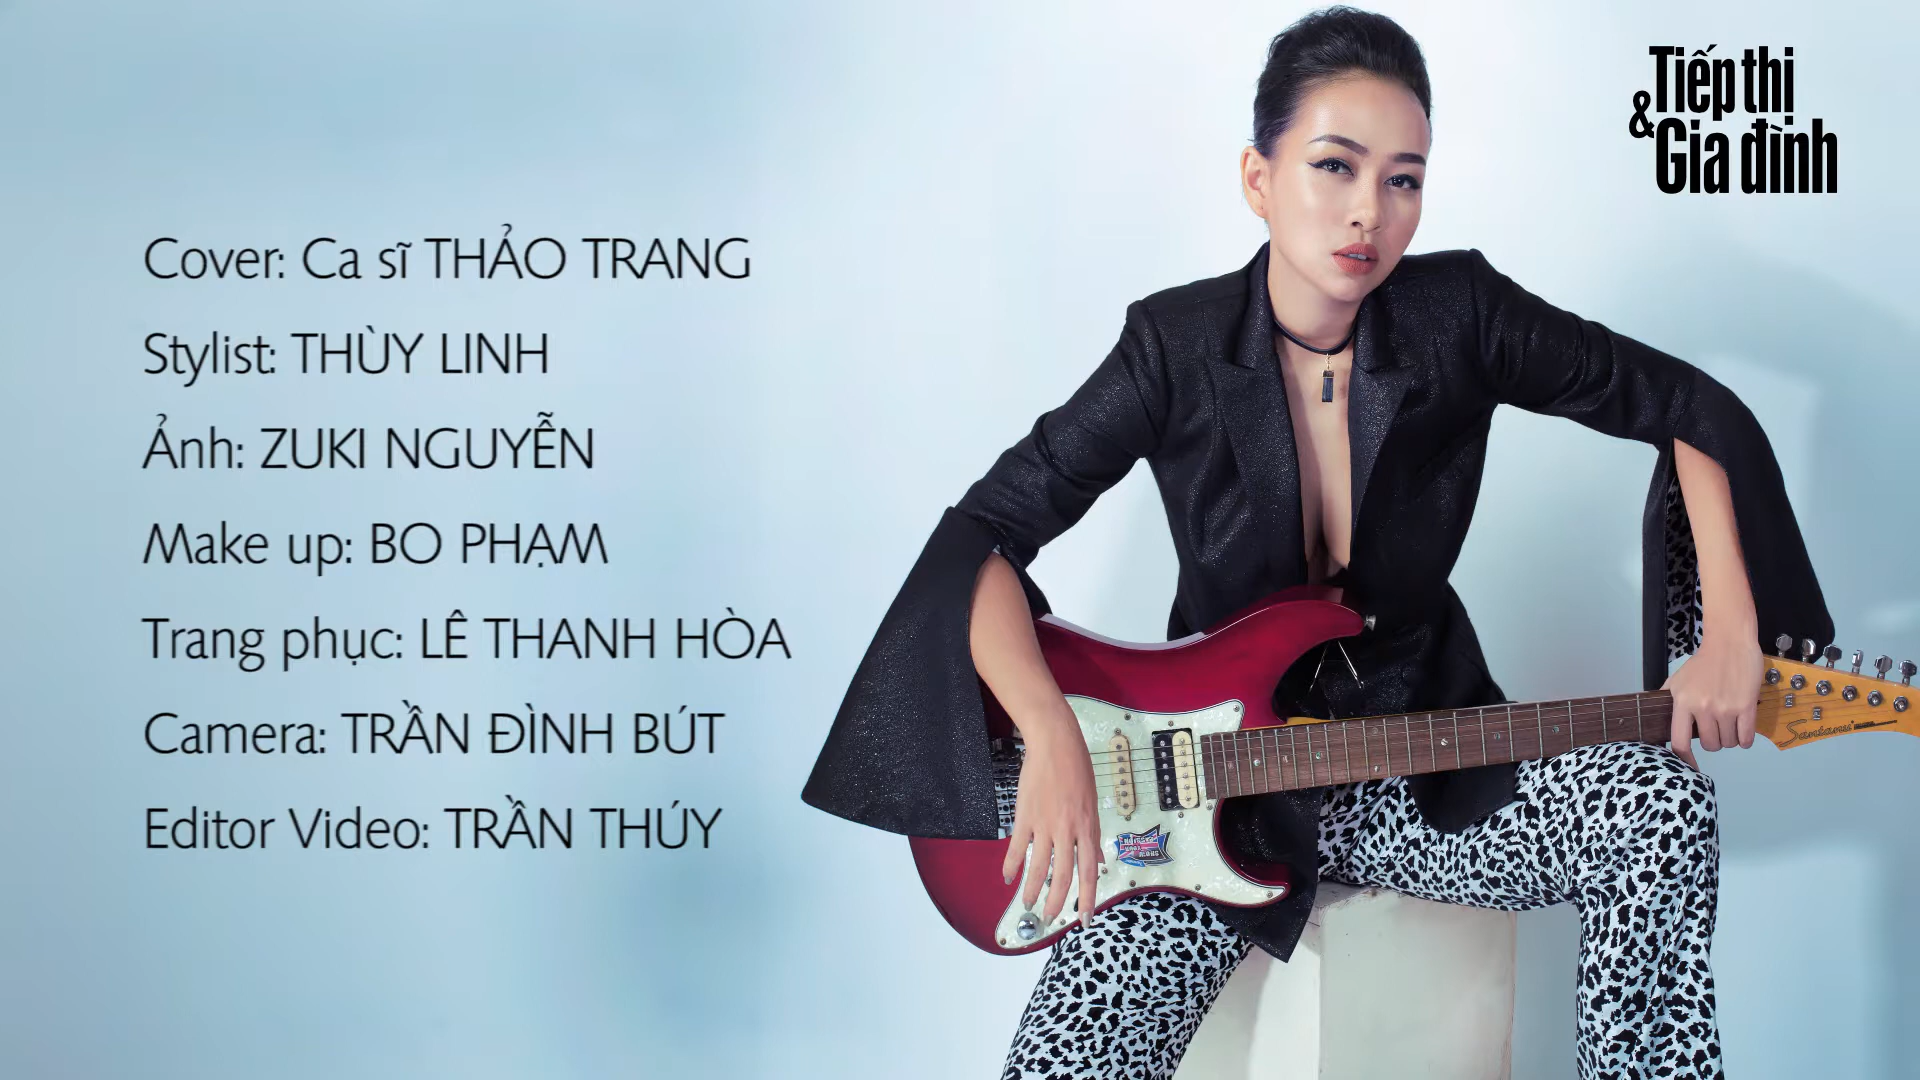 Tiếp thị
& Gia đình
Cover: Ca sĩ THẢO TRANG
Stylist: THÙY LINH
Ảnh: ZUKI NGUYỄN
Make up: BO PHẠM
Trang phục: LÊ THANH HÒA
Camera: TRẦN ĐÌNH BÚT
Editor Video: TRẦN THÚY